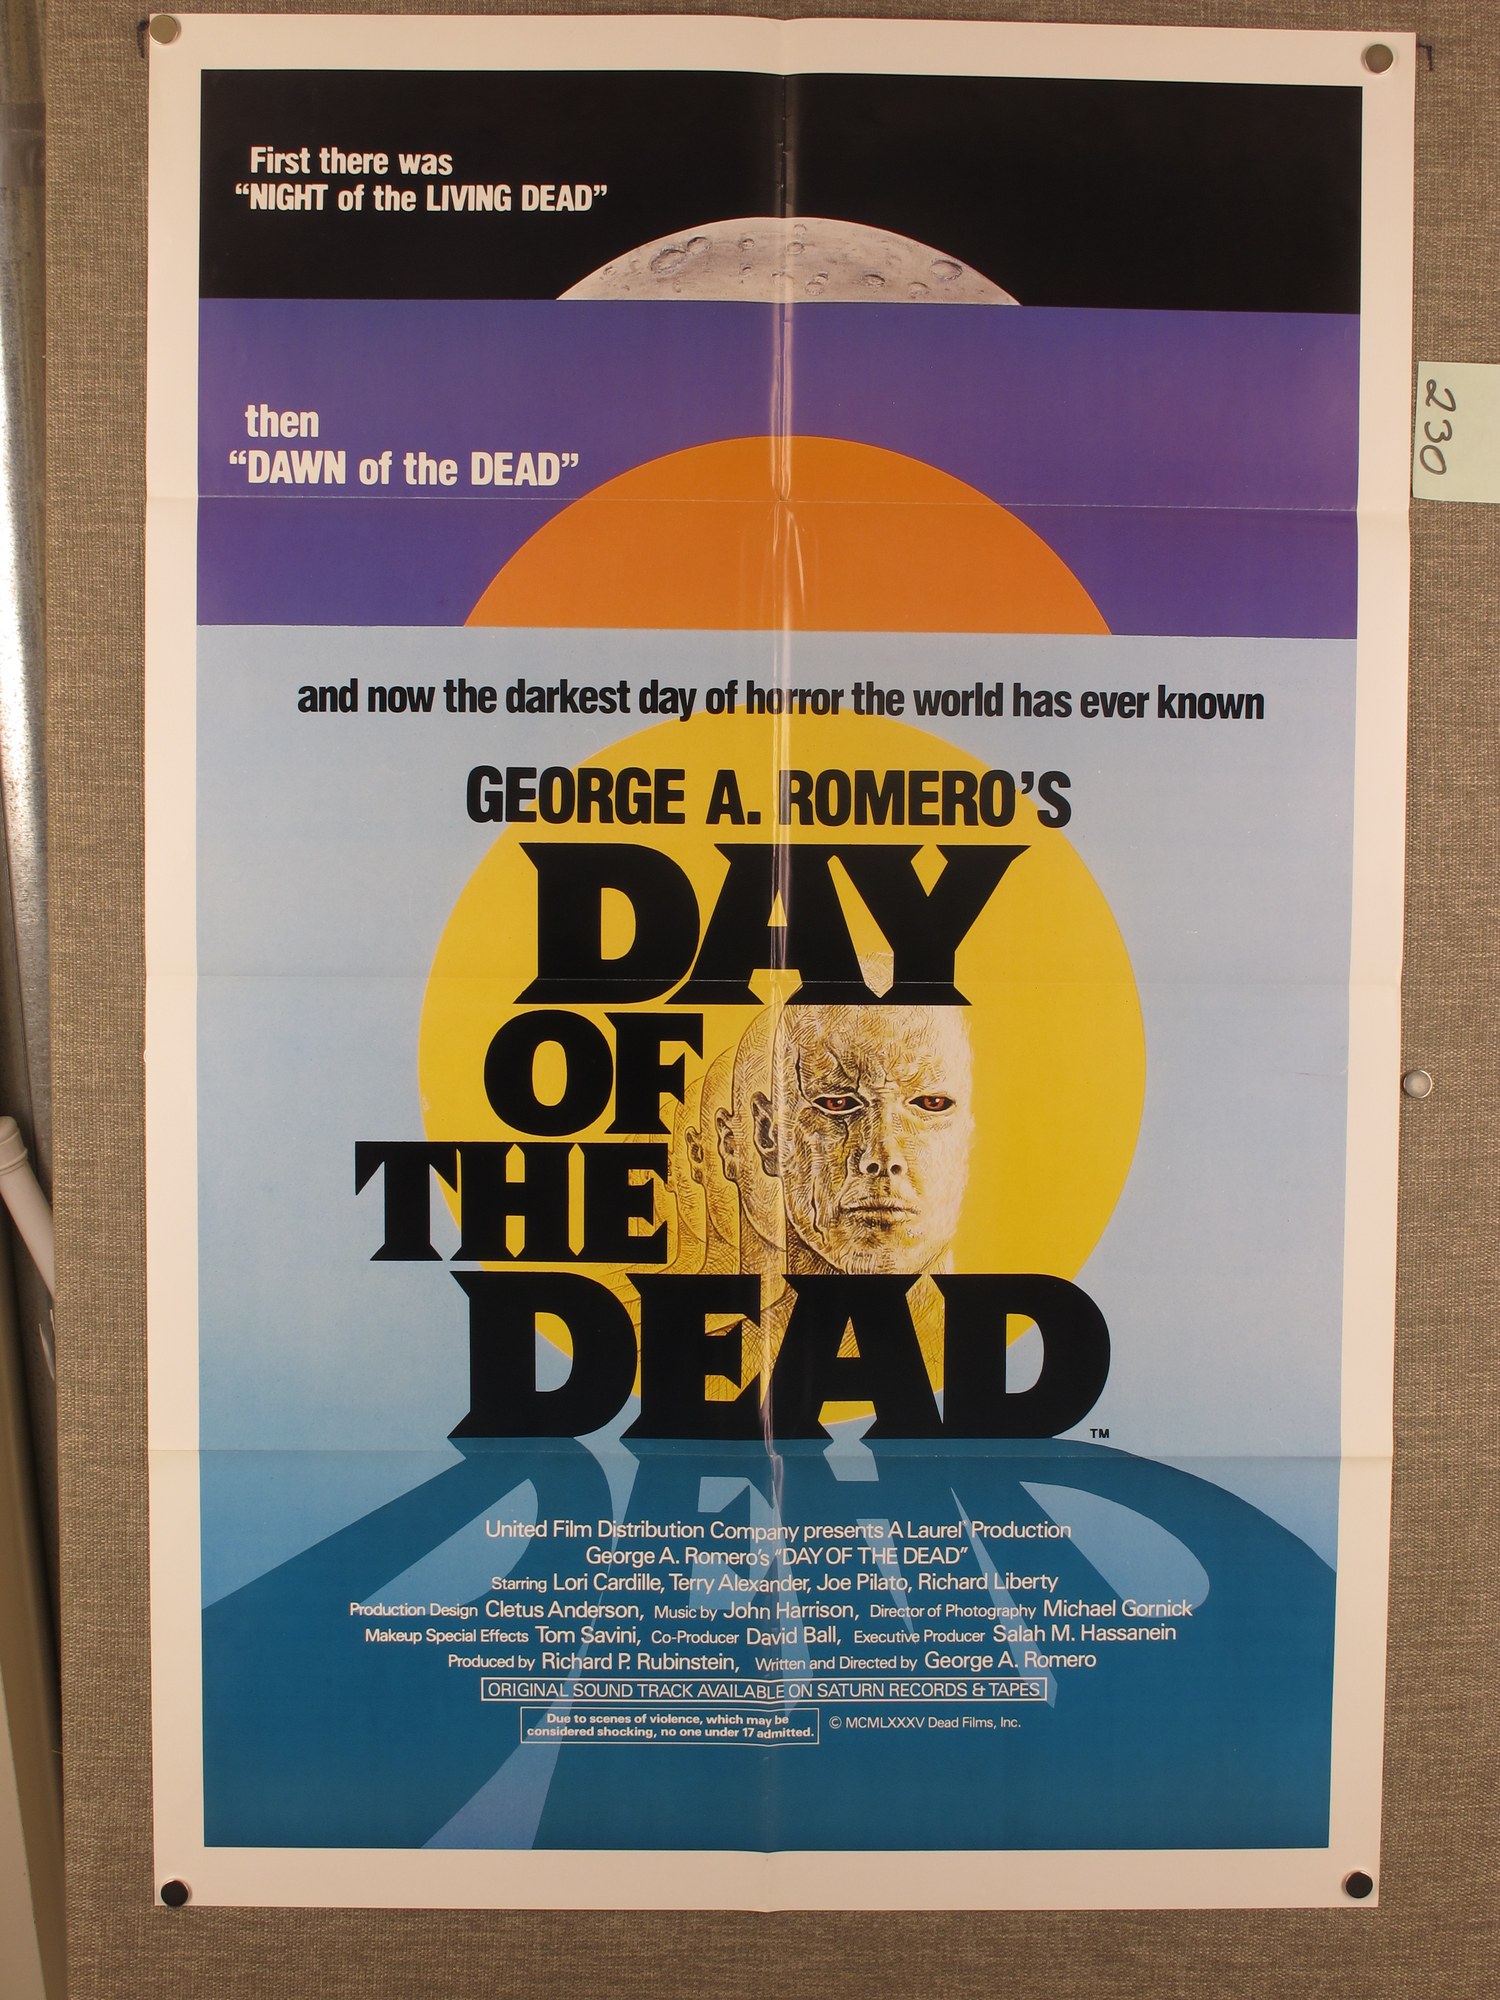 First there was
“NIGHT of the LIVING DEAD”
then
“DAWN of the DEAD”
and now the darkest day of horror the world has ever known
GEORGE A. ROMERO’S
DAY
OF
THE
DEAD
TM
United Film Distribution Company presents A Laurel Production
George A. Romero’s “DAY OF THE DEAD”
Starring Lori Cardille, Terry Alexander, Joe Pilato, Richard Liberty
Production Design Cletus Anderson, Music by John Harrison, Director of Photography Michael Gornick
Makeup Special Effects Tom Savini, Co-Producer David Ball, Executive Producer Salah M. Hassanein
Produced by Richard P. Rubinstein, Written and Directed by George A. Romero
ORIGINAL SOUND TRACK AVAILABLE ON SATURN RECORDS & TAPES
Due to scenes of violence, which may be
considered shocking, no one under 17 admitted.
© MCMLXXXV Dead Films, Inc.
230